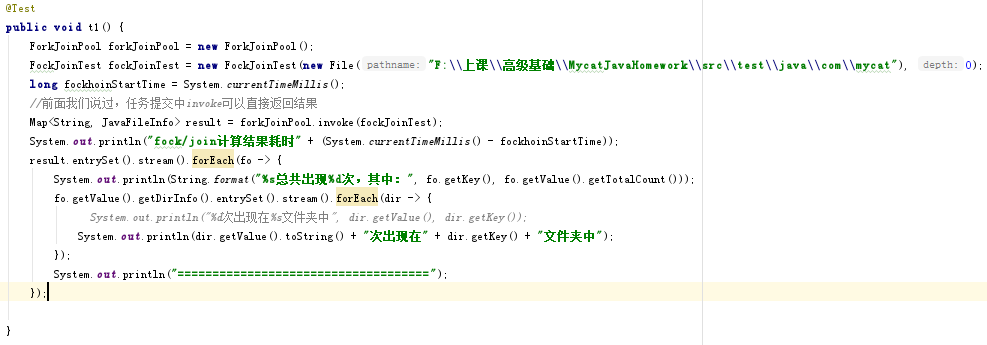 @Test
public void t1() {
ForkJoinPool forkJoinPool = new ForkJoinPool();
FockJoinTest fockJoinTest = new FockJoinTest(new File( pathname: "F:\\上课\\高级基础\\MycatJavaHomework\\src\\test\\java\\com\\mycat"), depth: 0);
long fockhoinStartTime = System.currentTimeMillis();
//前面我们说过，任务提交中invoke可以直接返回结果
Map<String, JavaFileInfo> result = forkJoinPool.invoke(fockJoinTest);
System.out.println("fock/join计算结果耗时" + (System.currentTimeMillis() - fockhoinStartTime));
result.entrySet().stream().forEach(fo -> {
System.out.println(String.format("%s总共出现%d次，其中：", fo.getKey(), fo.getValue().getTotalCount()));
fo.getValue().getDirInfo().entrySet().stream().forEach(dir -> {
System.out.println("%d次出现在%s文件夹中", dir.getValue(), dir.getKey());
System.out.println(dir.getValue().toString() + "次出现在" + dir.getKey() + "文件夹中");
});
System.out.println("====================================");
});
}